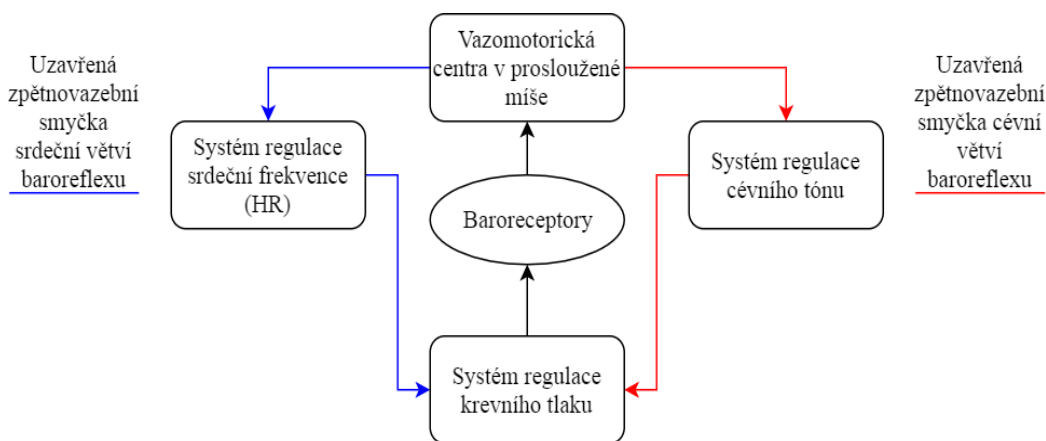 Uzavřená
zpětnovazební
smyčka
srdeční větví
baroreflexu
Vazomotorická
centra v prosloužené
míše
Uzavřená
zpětnovazební
smyčka cévní
větví
baroreflexu
Systém regulace
srdeční frekvence
(HR)
Baroreceptory
Systém regulace
cévního tónu
Systém regulace
krevního tlaku